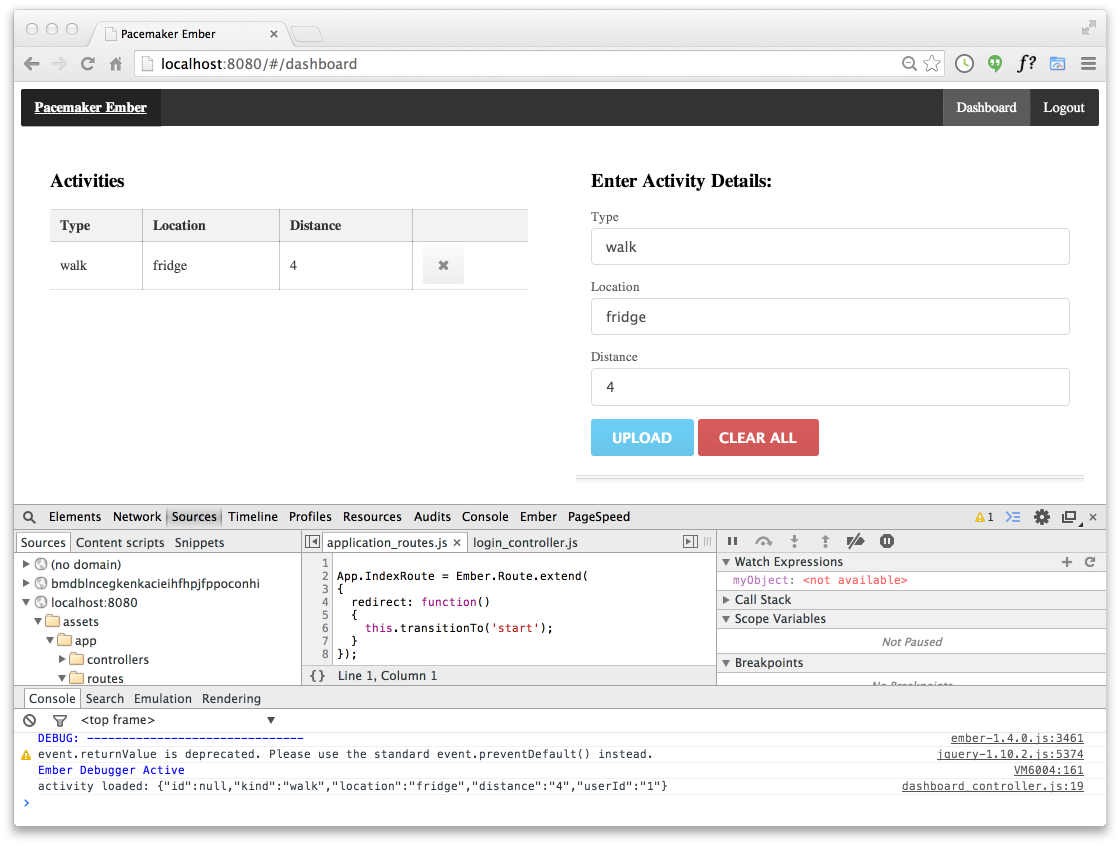 Pacemaker Ember
localhost:8080/#/dashboard
f?
Pacemaker Ember Dashboard Logout
Activities
Type Location Distance
walk fridge 4
Enter Activity Details:
Type
walk
Location
fridge
Distance
4
UPLOAD CLEAR ALL
Elements Network Sources Timeline Profiles Resources Audits Console Ember PageSpeed 1
Sources Content scripts Snippets
(no domain)
bmdblncegkenkacieihfhpjfppoconhi
localhost:8080
assets
app
controllers
routes
application_routes.js login_controller.js
1
2 App.IndexRoute = Ember.Route.extend(
3 {
4 redirect: function()
5 {
6 this.transitionTo('start');
7 }
8 });
{} Line 1, Column 1
Watch Expressions
myObject: <not available>
Call Stack
Scope Variables
Not Paused
Breakpoints
No Breakpoints
Console Search Emulation Rendering
<top frame>
DEBUG: ------------------------------- ember-1.4.0.js:3461
event.returnValue is deprecated. Please use the standard event.preventDefault() instead. jquery-1.10.2.js:5374
Ember Debugger Active VM6004:161
activity loaded: {"id":null,"kind":"walk","location":"fridge","distance":"4","userId":"1"} dashboard_controller.js:19